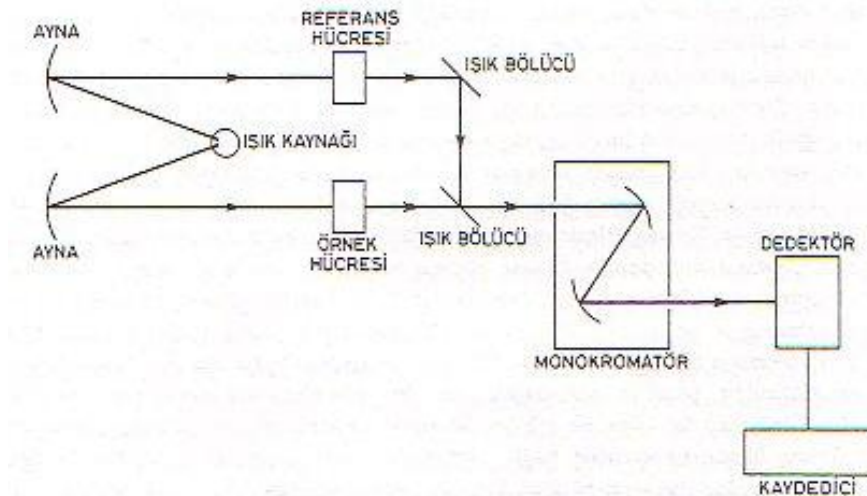 AYNA
REFERANS
HÜCRESİ
IŞIK BÖLÜCÜ
IŞIK KAYNAĞI
AYNA
ÖRNEK
HÜCRESİ
IŞIK BÖLÜCÜ
DEDEKTÖR
MONOKROMATÖR
KAYDEDİCİ